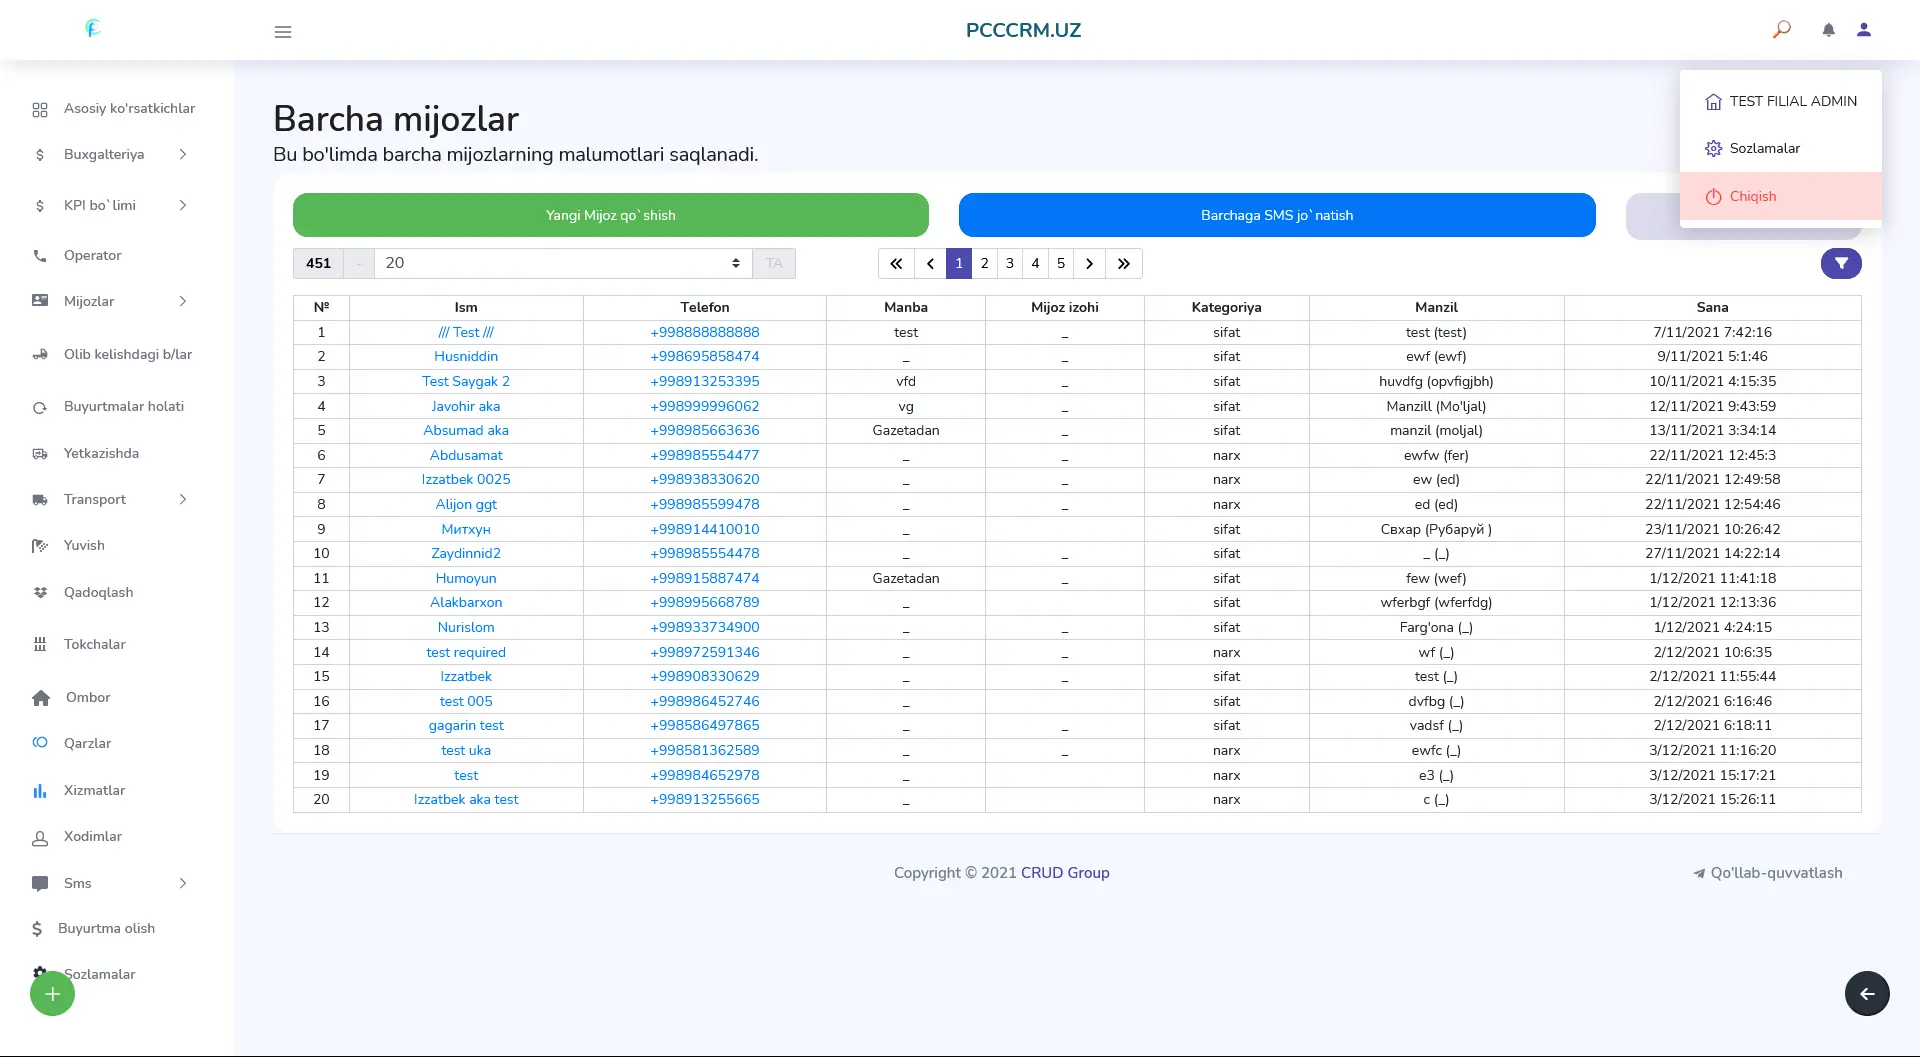 PCCCRM.UZ
TEST FILIAL ADMIN
Sozlamalar
Chiqish
Asosiy ko'rsatkichlar
Buxgalteriya
KPI bo`limi
Operator
Mijozlar
Olib kelishdagi b/lar
Buyurtmalar holati
Yetkazishda
Transport
Yuvish
Qadoqlash
Tokchalar
Ombor
Qarzlar
Xizmatlar
Xodimlar
Sms
Buyurtma olish
Sozlamalar
Barcha mijozlar
Bu bo'limda barcha mijozlarning malumotlari saqlanadi.
Yangi Mijoz qo`shish
Barchaga SMS jo`natish
451 - 20 TA
1 2 3 4 5
№ Ism Telefon Manba Mijoz izohi Kategoriya Manzil Sana
1 /// Test /// +998888888888 test _ sifat test (test) 7/11/2021 7:42:16
2 Husniddin +998695858474 _ _ sifat ewf (ewf) 9/11/2021 5:1:46
3 Test Saygak 2 +998913253395 vfd _ sifat huvdfg (opvfigjbh) 10/11/2021 4:15:35
4 Javohir aka +998999996062 vg _ sifat Manzill (Mo'ljal) 12/11/2021 9:43:59
5 Absumad aka +998985663636 Gazetadan _ sifat manzil (moljal) 13/11/2021 3:34:14
6 Abdusamat +998985554477 _ _ narx ewfw (fer) 22/11/2021 12:45:3
7 Izzatbek 0025 +998938330620 _ _ narx ew (ed) 22/11/2021 12:49:58
8 Alijon ggt +998985599478 _ _ narx ed (ed) 22/11/2021 12:54:46
9 Митхун +998914410010 _ sifat Свхар (Рубаруй ) 23/11/2021 10:26:42
10 Zaydinnid2 +998985554478 _ _ sifat _ (_) 27/11/2021 14:22:14
11 Humoyun +998915887474 Gazetadan _ sifat few (wef) 1/12/2021 11:41:18
12 Alakbarxon +998995668789 _ sifat wferbgf (wferfdg) 1/12/2021 12:13:36
13 Nurislom +998933734900 _ _ sifat Farg'ona (_) 1/12/2021 4:24:15
14 test required +998972591346 _ _ narx wf (_) 2/12/2021 10:6:35
15 Izzatbek +998908330629 _ _ sifat test (_) 2/12/2021 11:55:44
16 test 005 +998986452746 _ sifat dvfbg (_) 2/12/2021 6:16:46
17 gagarin test +998586497865 _ _ sifat vadsf (_) 2/12/2021 6:18:11
18 test uka +998581362589 _ _ narx ewfc (_) 3/12/2021 11:16:20
19 test +998984652978 _ narx e3 (_) 3/12/2021 15:17:21
20 Izzatbek aka test +998913255665 _ narx c (_) 3/12/2021 15:26:11
Copyright © 2021 CRUD Group
Qo'llab-quvvatlash